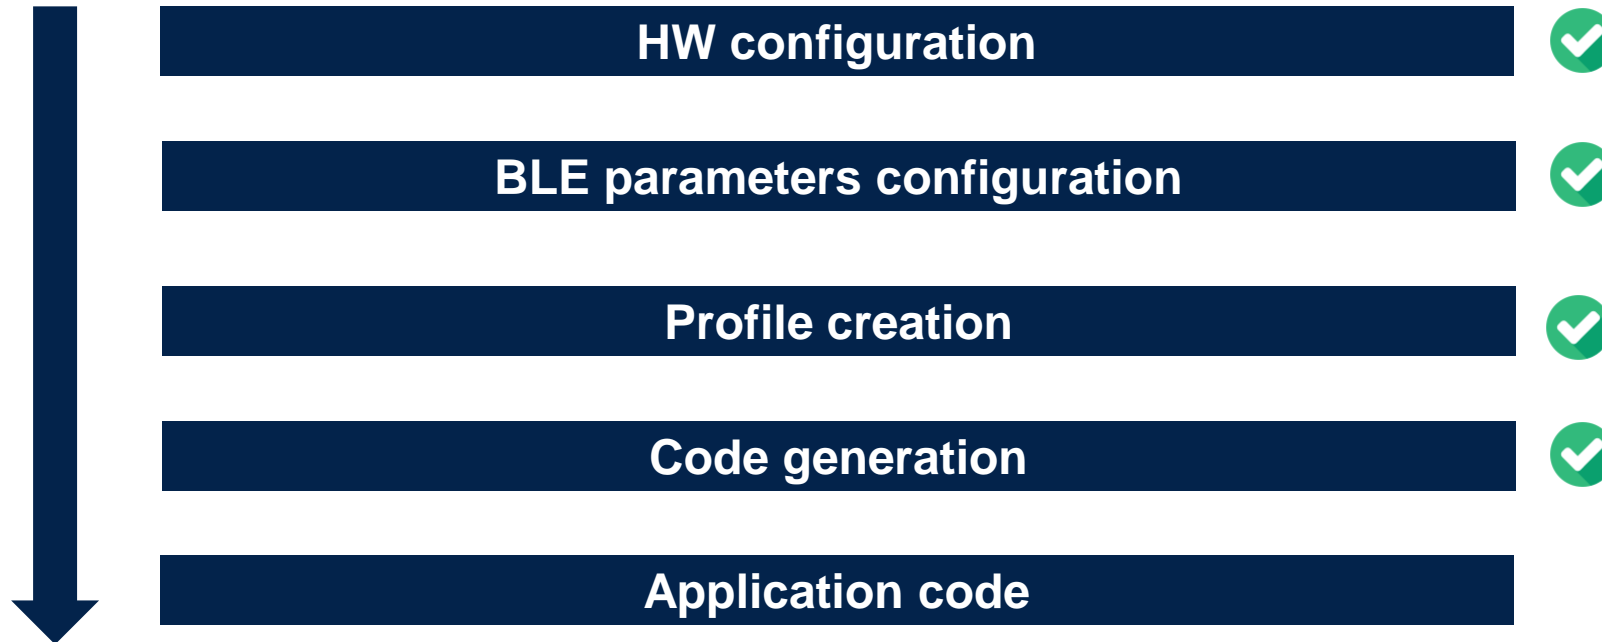 HW configuration
BLE parameters configuration
Profile creation
Code generation
Application code